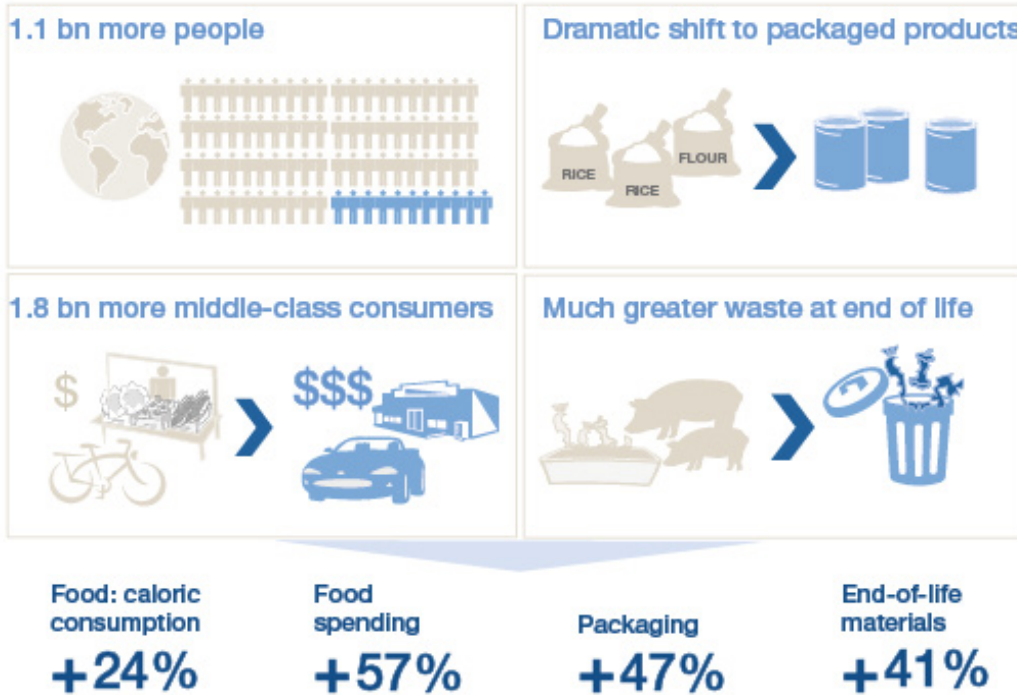 1.1 bn more people
Dramatic shift to packaged products
RICE
RICE
FLOUR
1.8 bn more middle-class consumers
$
$$$
Much greater waste at end of life
Food: caloric
consumption
+24%
Food
spending
+57%
Packaging
+47%
End-of-life
materials
+41%